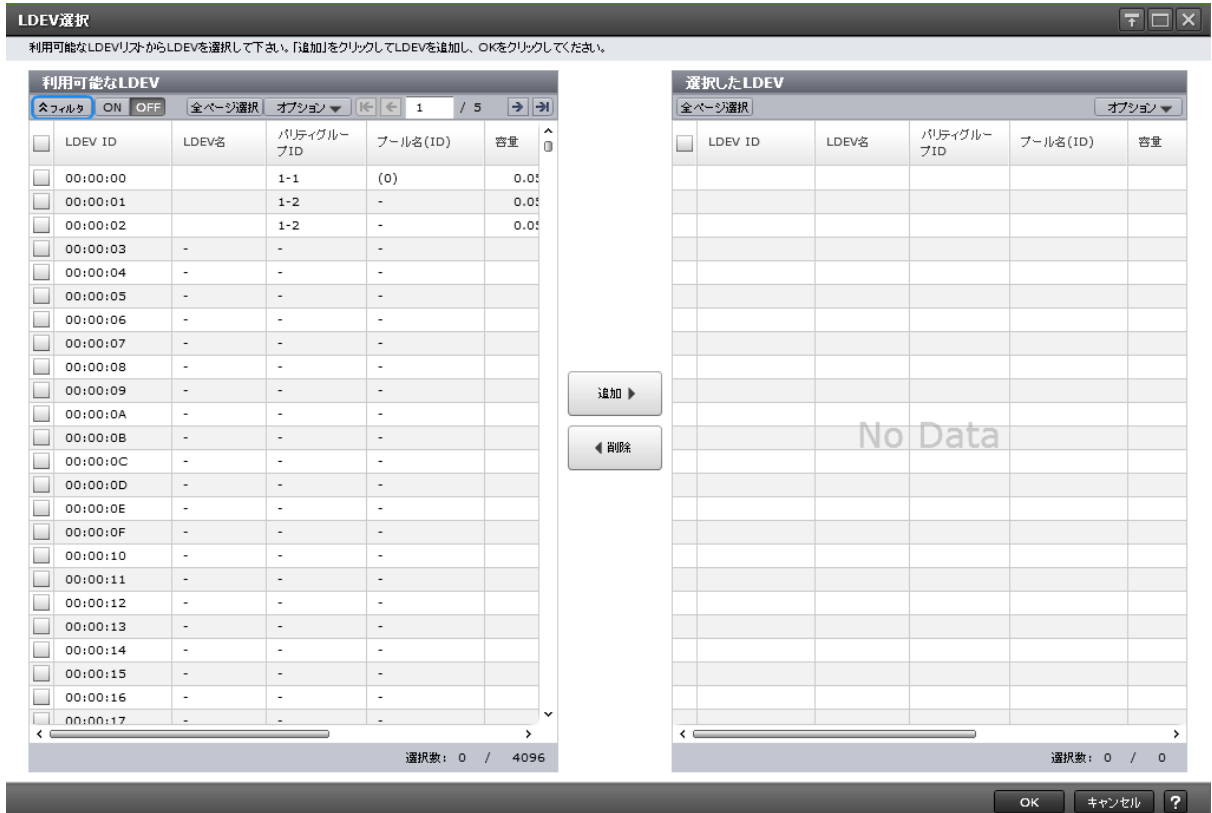 LDEV選択
利用可能なLDEVリストからLDEVを選択して下さい。「追加」をクリックしてLDEVを追加し、OKをクリックしてください。
利用可能なLDEV
フィルタ ON OFF 全ページ選択 オプション 1 / 5
LDEV ID LDEV名 パリティグループID プール名(ID) 容量
00:00:00 1-1 (0) 0.05
00:00:01 1-2 - 0.05
00:00:02 1-2 - 0.05
00:00:03 - - -
00:00:04 - - -
00:00:05 - - -
00:00:06 - - -
00:00:07 - - -
00:00:08 - - -
00:00:09 - - -
00:00:0A - - -
00:00:0B - - -
00:00:0C - - -
00:00:0D - - -
00:00:0E - - -
00:00:0F - - -
00:00:10 - - -
00:00:11 - - -
00:00:12 - - -
00:00:13 - - -
00:00:14 - - -
00:00:15 - - -
00:00:16 - - -
00:00:17 - - -
選択数: 0 / 4096
追加
削除
選択したLDEV
全ページ選択 オプション
LDEV ID LDEV名 パリティグループID プール名(ID) 容量
No Data
選択数: 0 / 0
OK キャンセル ?